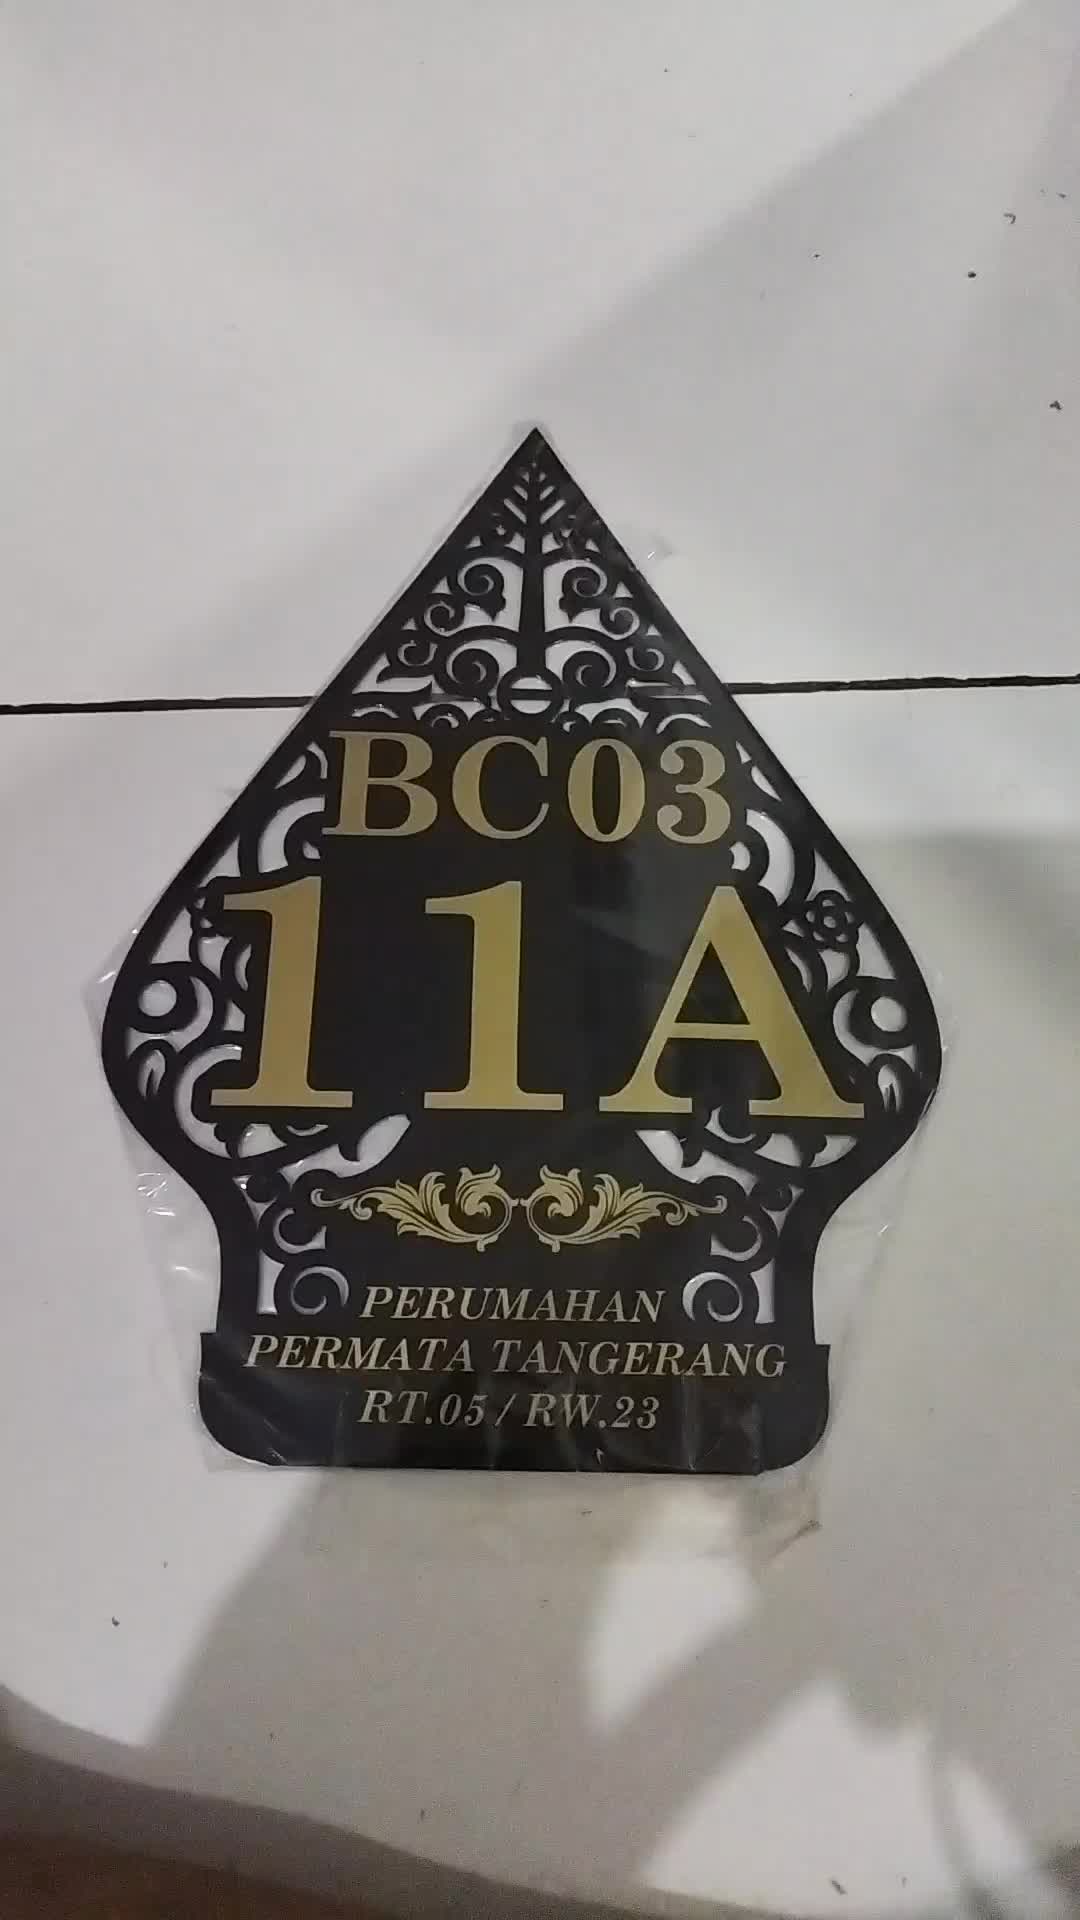 BC03
11A
PERUMAHAN
PERMATA TANGERANG
RT.05 / RW.23